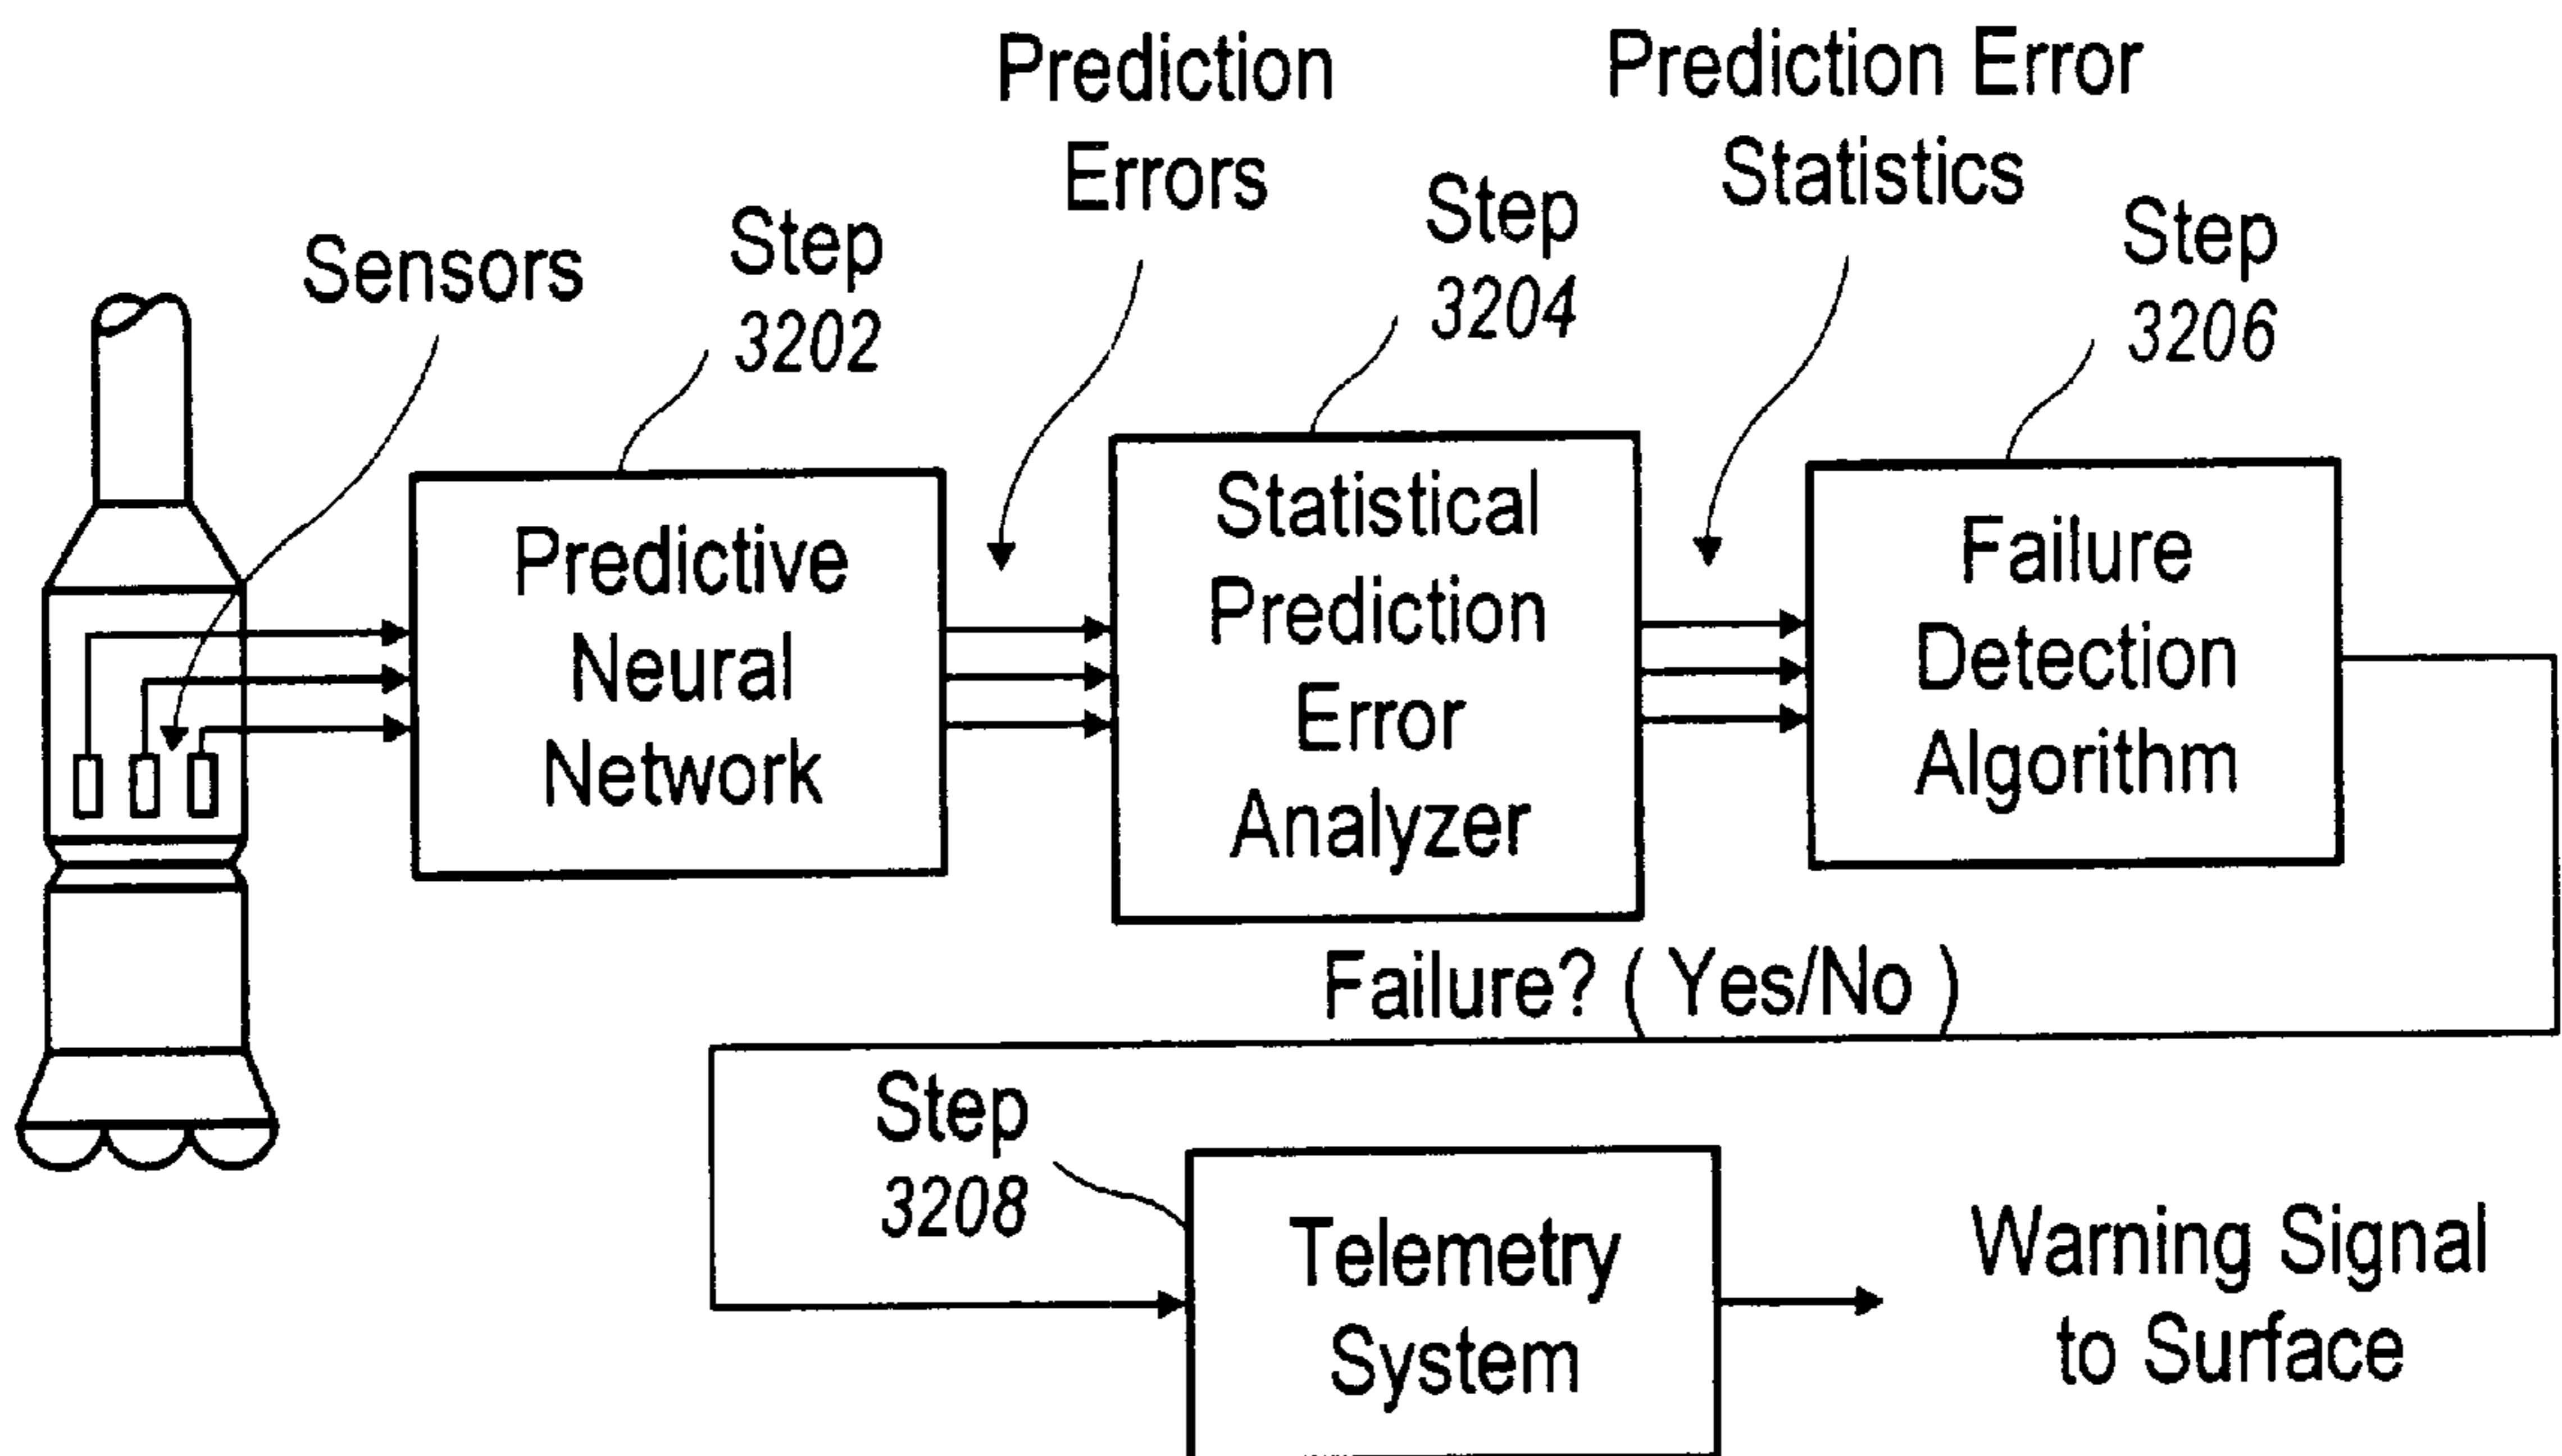 Prediction
Errors
Prediction Error
Statistics
Sensors
Step
3202
Step
3204
Step
3206
Predictive
Neural
Network
Statistical
Prediction
Error
Analyzer
Failure
Detection
Algorithm
Failure? ( Yes/No )
Step
3208
Telemetry
System
Warning Signal
to Surface